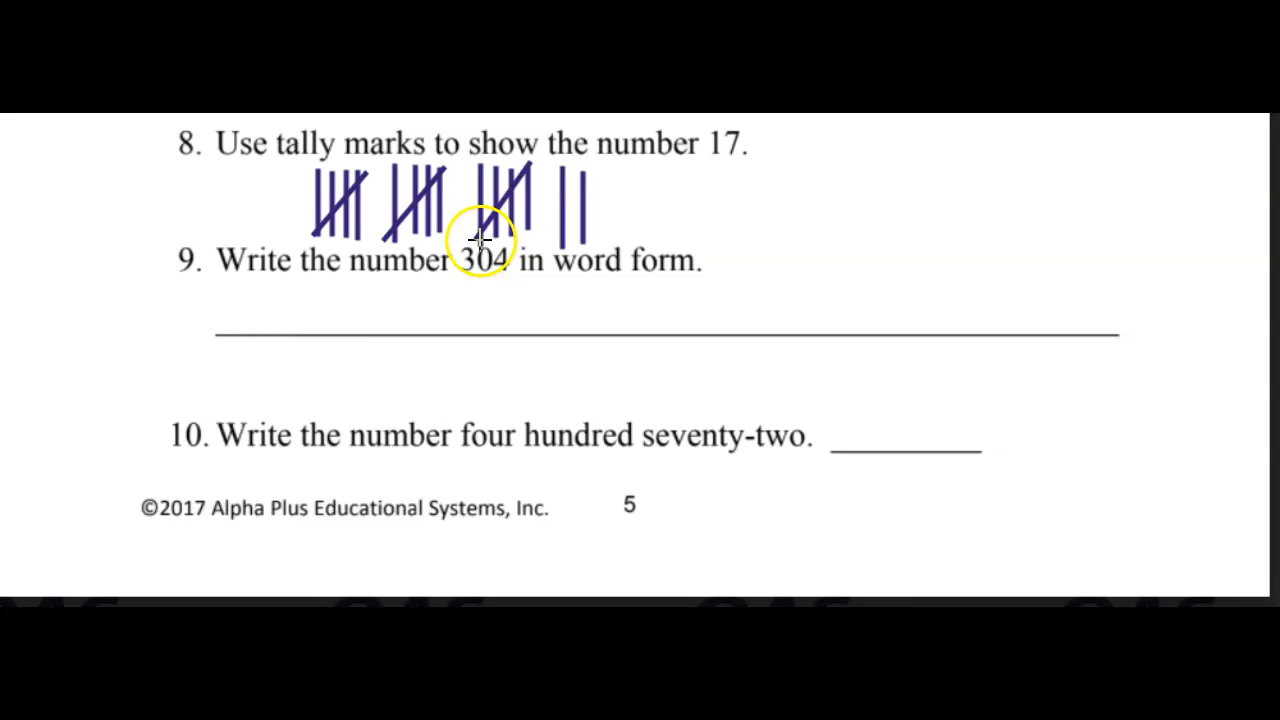 8. Use tally marks to show the number 17.
9. Write the number 304 in word form.
10. Write the number four hundred seventy-two.
©2017 Alpha Plus Educational Systems, Inc. 5